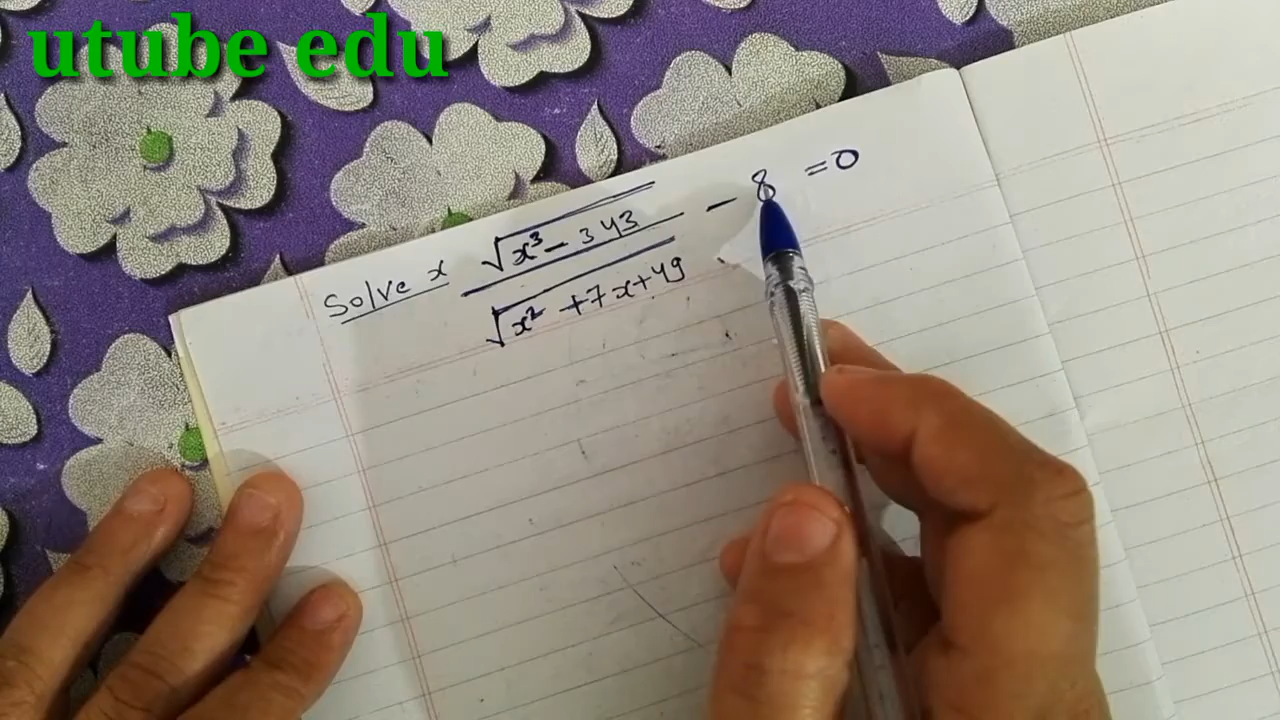 utube edu
Solve x √(x³ - 343) / √(x² + 7x + 49) - 8 = 0